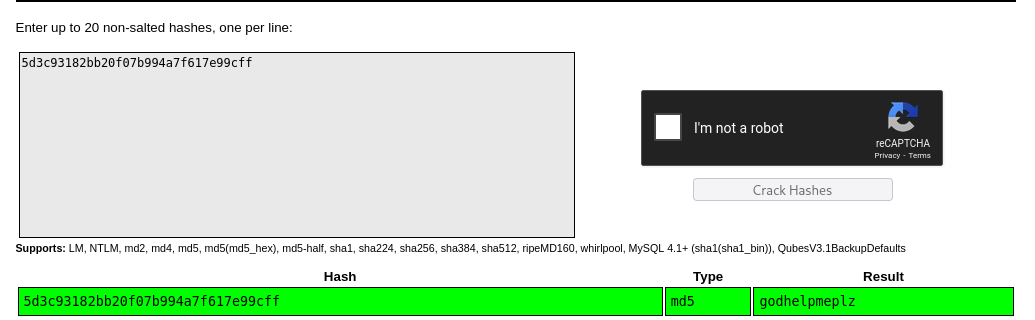 Enter up to 20 non-salted hashes, one per line:
5d3c93182bb20f07b994a7f617e99cff
I'm not a robot
reCAPTCHA
Privacy - Terms
Crack Hashes
Supports: LM, NTLM, md2, md4, md5, md5(md5_hex), md5-half, sha1, sha224, sha256, sha384, sha512, ripeMD160, whirlpool, MySQL 4.1+ (sha1(sha1_bin)), QubesV3.1BackupDefaults
Hash Type Result
5d3c93182bb20f07b994a7f617e99cff md5 godhelpmeplz